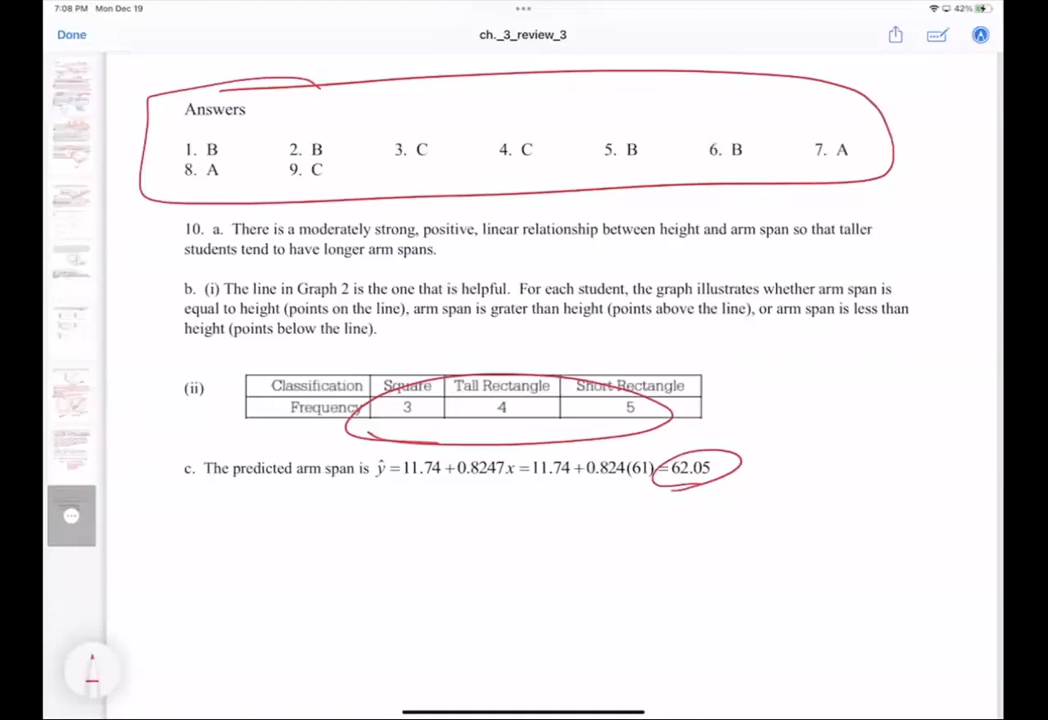 7:08 PM Mon Dec 19
42%
Done
ch._3_review_3
Answers
1. B 2. B 3. C 4. C 5. B 6. B 7. A
8. A 9. C
10. a. There is a moderately strong, positive, linear relationship between height and arm span so that taller
students tend to have longer arm spans.
b. (i) The line in Graph 2 is the one that is helpful. For each student, the graph illustrates whether arm span is
equal to height (points on the line), arm span is grater than height (points above the line), or arm span is less than
height (points below the line).
(ii) Classification Square Tall Rectangle Short Rectangle
Frequency 3 4 5
c. The predicted arm span is ŷ = 11.74 + 0.8247x = 11.74 + 0.824(61) = 62.05